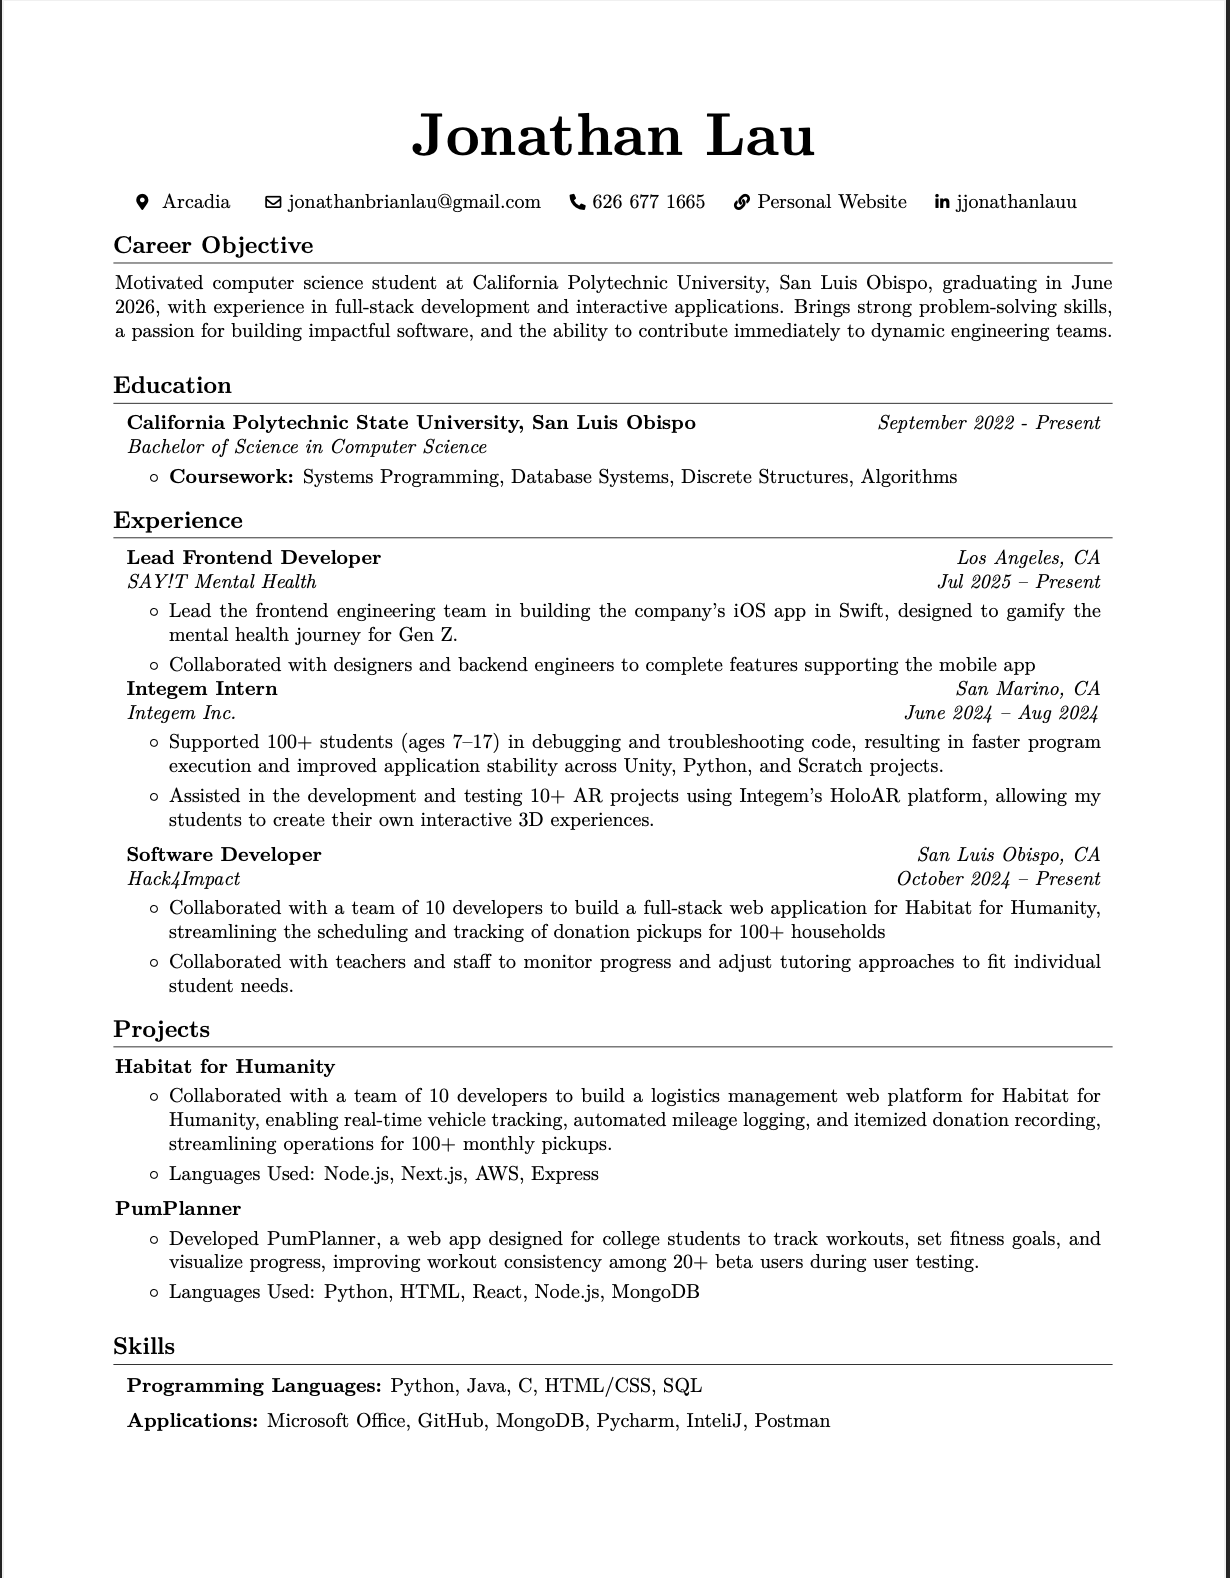 Jonathan Lau
Arcadia jonathanbrianlau@gmail.com 626 677 1665 Personal Website jjonathanlauu
Career Objective
Motivated computer science student at California Polytechnic University, San Luis Obispo, graduating in June
2026, with experience in full-stack development and interactive applications. Brings strong problem-solving skills,
a passion for building impactful software, and the ability to contribute immediately to dynamic engineering teams.
Education
California Polytechnic State University, San Luis Obispo September 2022 - Present
Bachelor of Science in Computer Science
Coursework: Systems Programming, Database Systems, Discrete Structures, Algorithms
Experience
Lead Frontend Developer Los Angeles, CA
SAY!T Mental Health Jul 2025 – Present
Lead the frontend engineering team in building the company's iOS app in Swift, designed to gamify the
mental health journey for Gen Z.
Collaborated with designers and backend engineers to complete features supporting the mobile app
Integem Intern San Marino, CA
Integem Inc. June 2024 – Aug 2024
Supported 100+ students (ages 7–17) in debugging and troubleshooting code, resulting in faster program
execution and improved application stability across Unity, Python, and Scratch projects.
Assisted in the development and testing 10+ AR projects using Integem's HoloAR platform, allowing my
students to create their own interactive 3D experiences.
Software Developer San Luis Obispo, CA
Hack4Impact October 2024 – Present
Collaborated with a team of 10 developers to build a full-stack web application for Habitat for Humanity,
streamlining the scheduling and tracking of donation pickups for 100+ households
Collaborated with teachers and staff to monitor progress and adjust tutoring approaches to fit individual
student needs.
Projects
Habitat for Humanity
Collaborated with a team of 10 developers to build a logistics management web platform for Habitat for
Humanity, enabling real-time vehicle tracking, automated mileage logging, and itemized donation recording,
streamlining operations for 100+ monthly pickups.
Languages Used: Node.js, Next.js, AWS, Express
PumPlanner
Developed PumPlanner, a web app designed for college students to track workouts, set fitness goals, and
visualize progress, improving workout consistency among 20+ beta users during user testing.
Languages Used: Python, HTML, React, Node.js, MongoDB
Skills
Programming Languages: Python, Java, C, HTML/CSS, SQL
Applications: Microsoft Office, GitHub, MongoDB, Pycharm, InteliJ, Postman